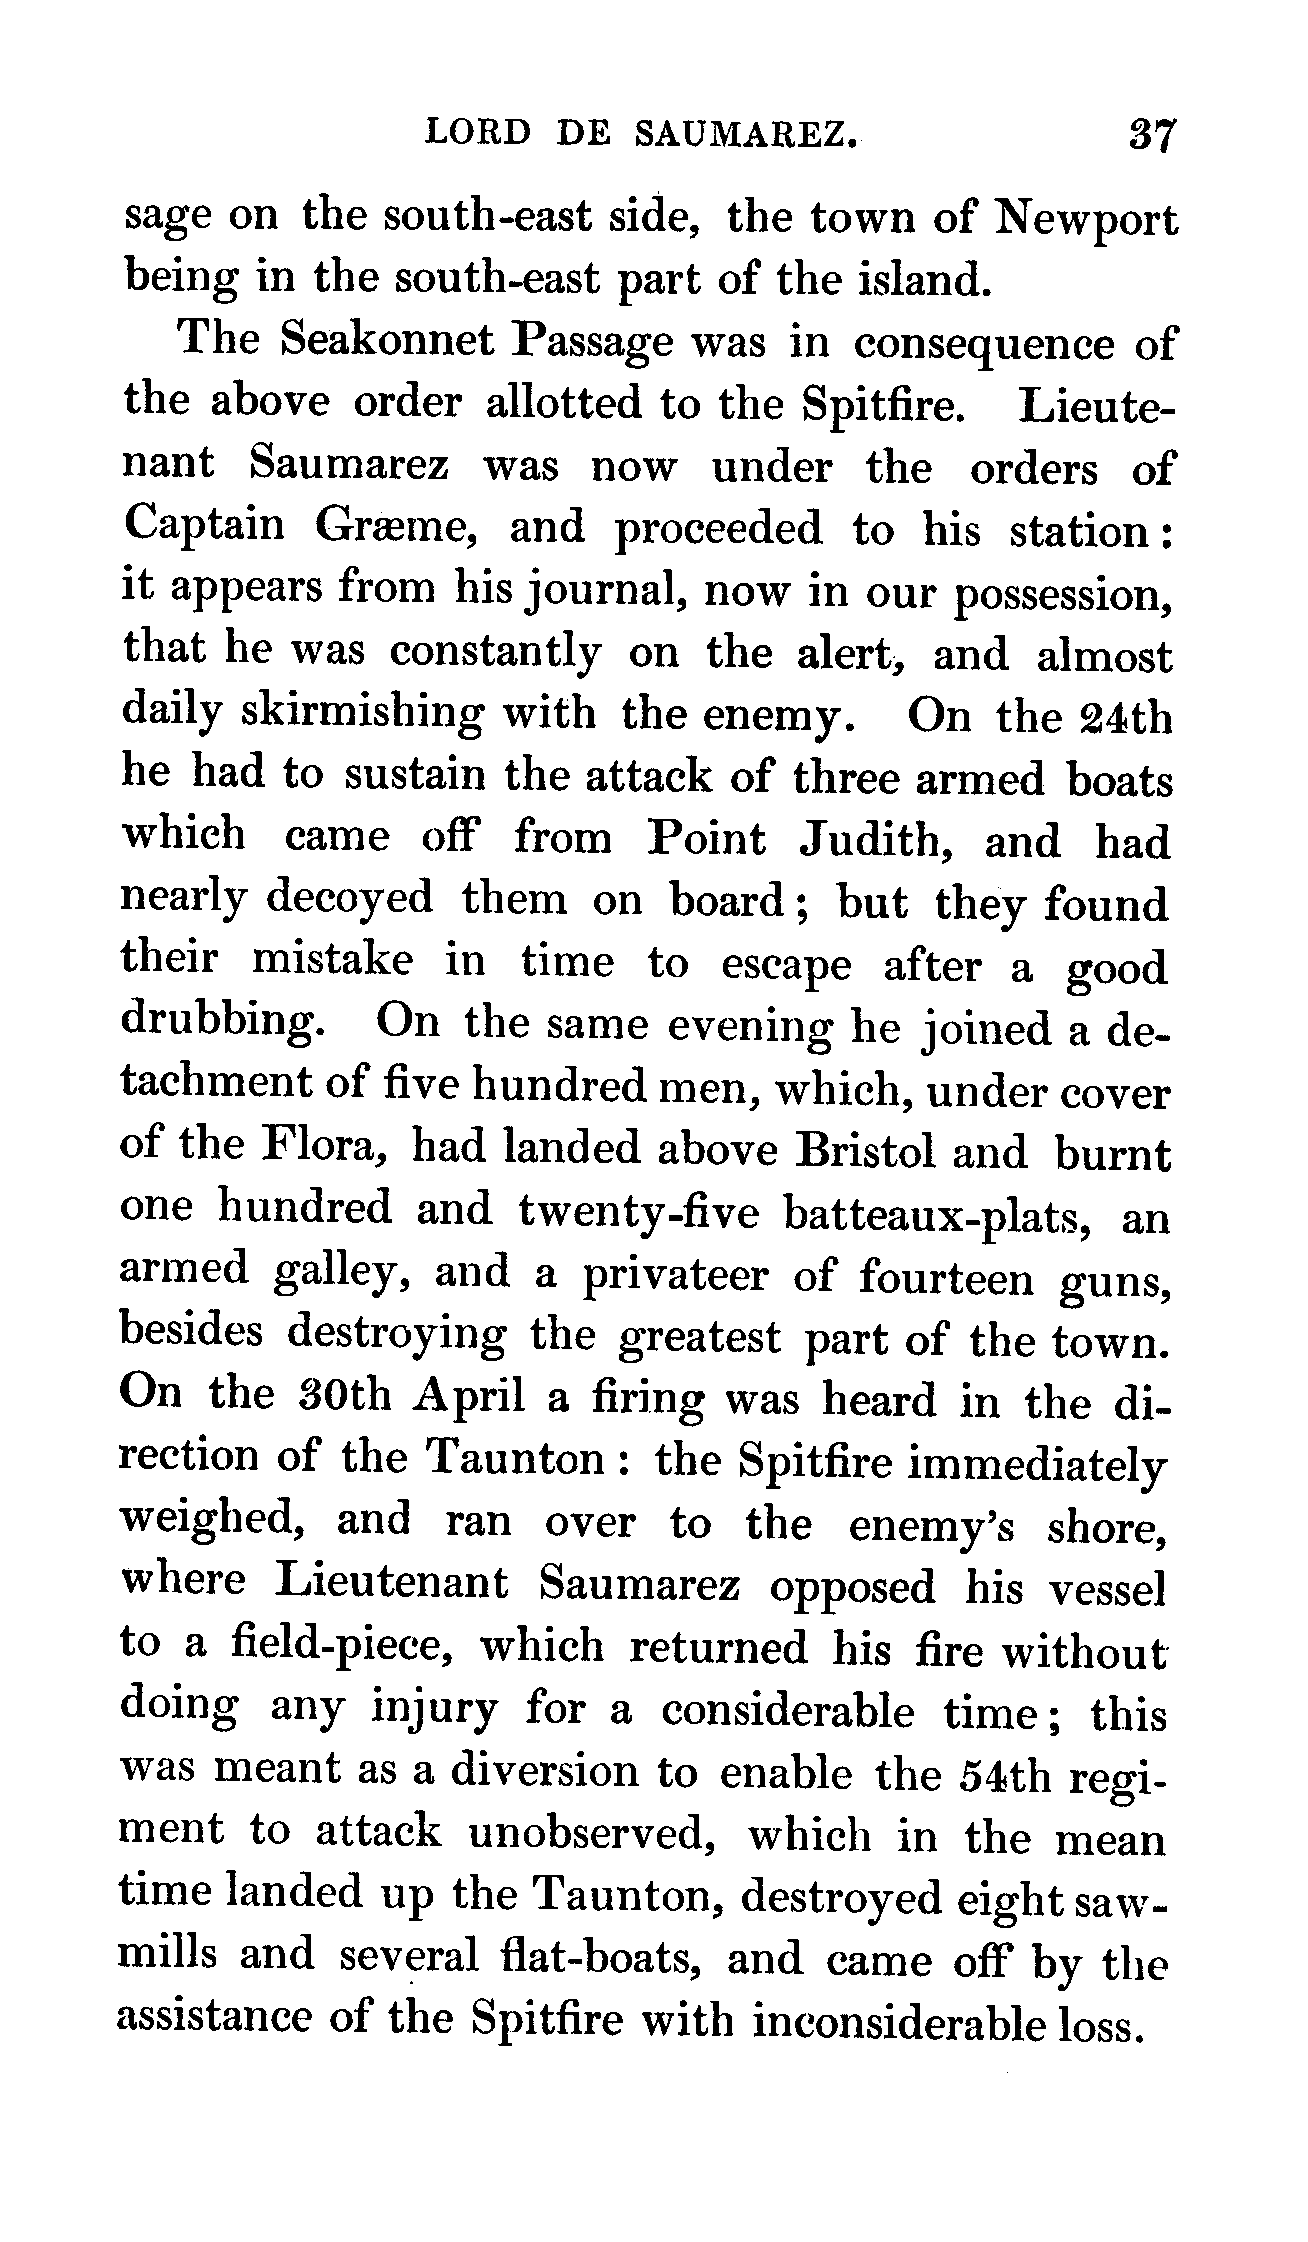 LORD DE SAUMAREZ. 37
sage on the south-east side, the town of Newport
being in the south-east part of the island.
The Seakonnet Passage was in consequence of
the above order allotted to the Spitfire. Lieute-
nant Saumarez was now under the orders of
Captain Græme, and proceeded to his station :
it appears from his journal, now in our possession,
that he was constantly on the alert, and almost
daily skirmishing with the enemy. On the 24th
he had to sustain the attack of three armed boats
which came off from Point Judith, and had
nearly decoyed them on board ; but they found
their mistake in time to escape after a good
drubbing. On the same evening he joined a de-
tachment of five hundred men, which, under cover
of the Flora, had landed above Bristol and burnt
one hundred and twenty-five batteaux-plats, an
armed galley, and a privateer of fourteen guns,
besides destroying the greatest part of the town.
On the 30th April a firing was heard in the di-
rection of the Taunton : the Spitfire immediately
weighed, and ran over to the enemy's shore,
where Lieutenant Saumarez opposed his vessel
to a field-piece, which returned his fire without
doing any injury for a considerable time ; this
was meant as a diversion to enable the 54th regi-
ment to attack unobserved, which in the mean
time landed up the Taunton, destroyed eight saw-
mills and several flat-boats, and came off by the
assistance of the Spitfire with inconsiderable loss.